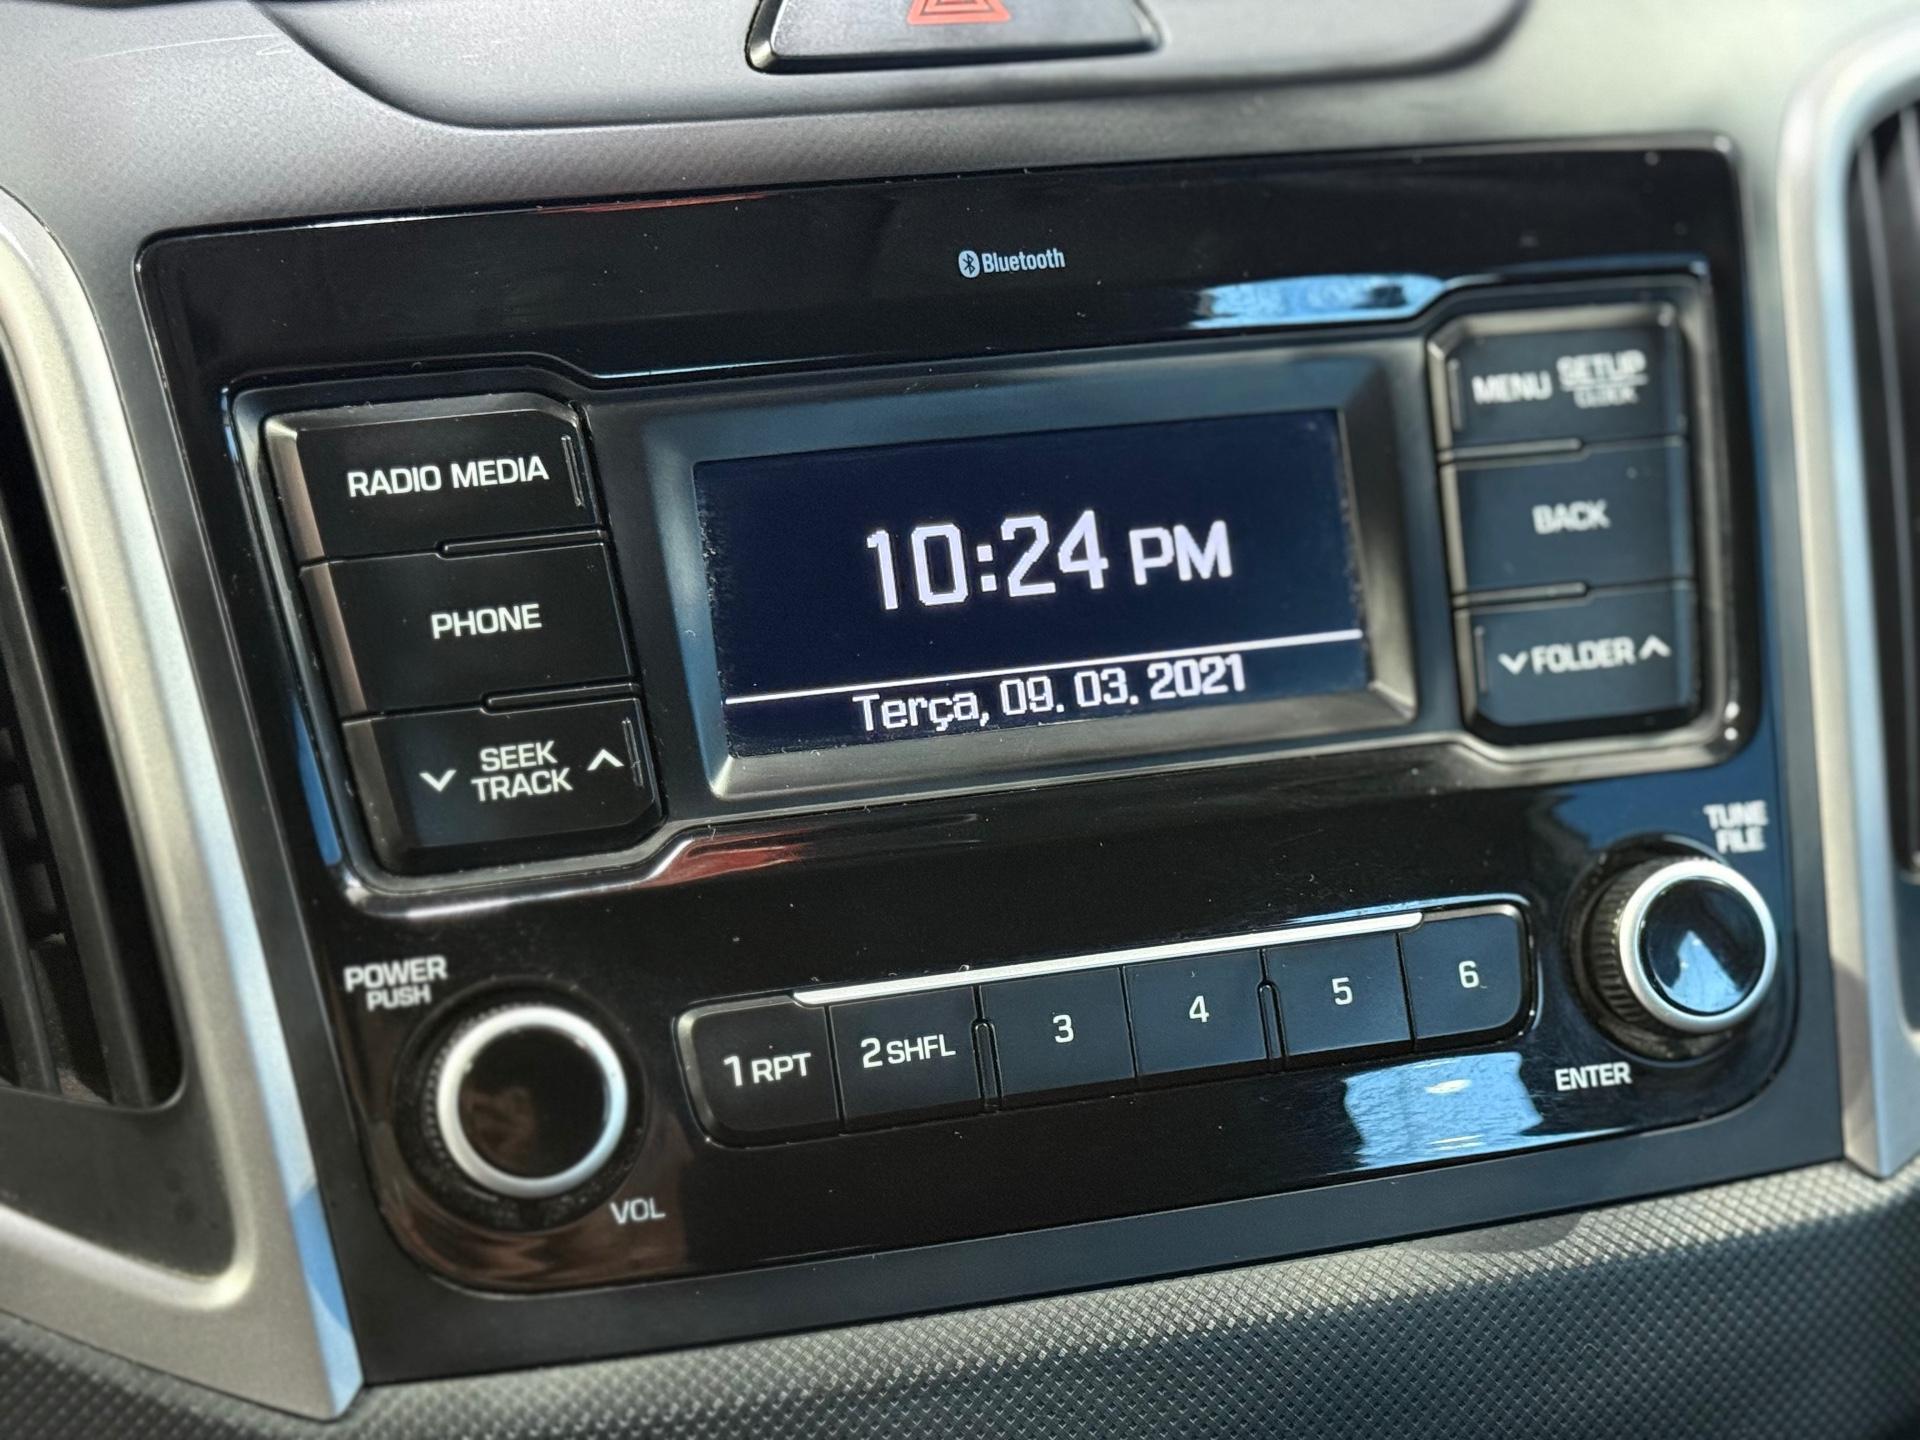 Bluetooth
RADIO MEDIA
PHONE
SEEK
TRACK
10:24 PM
Terça, 09. 03. 2021
MENU SETUP
CLOCK
BACK
FOLDER
TUNE
FILE
POWER
PUSH
VOL
1 RPT
2 SHFL
3
4
5
6
ENTER